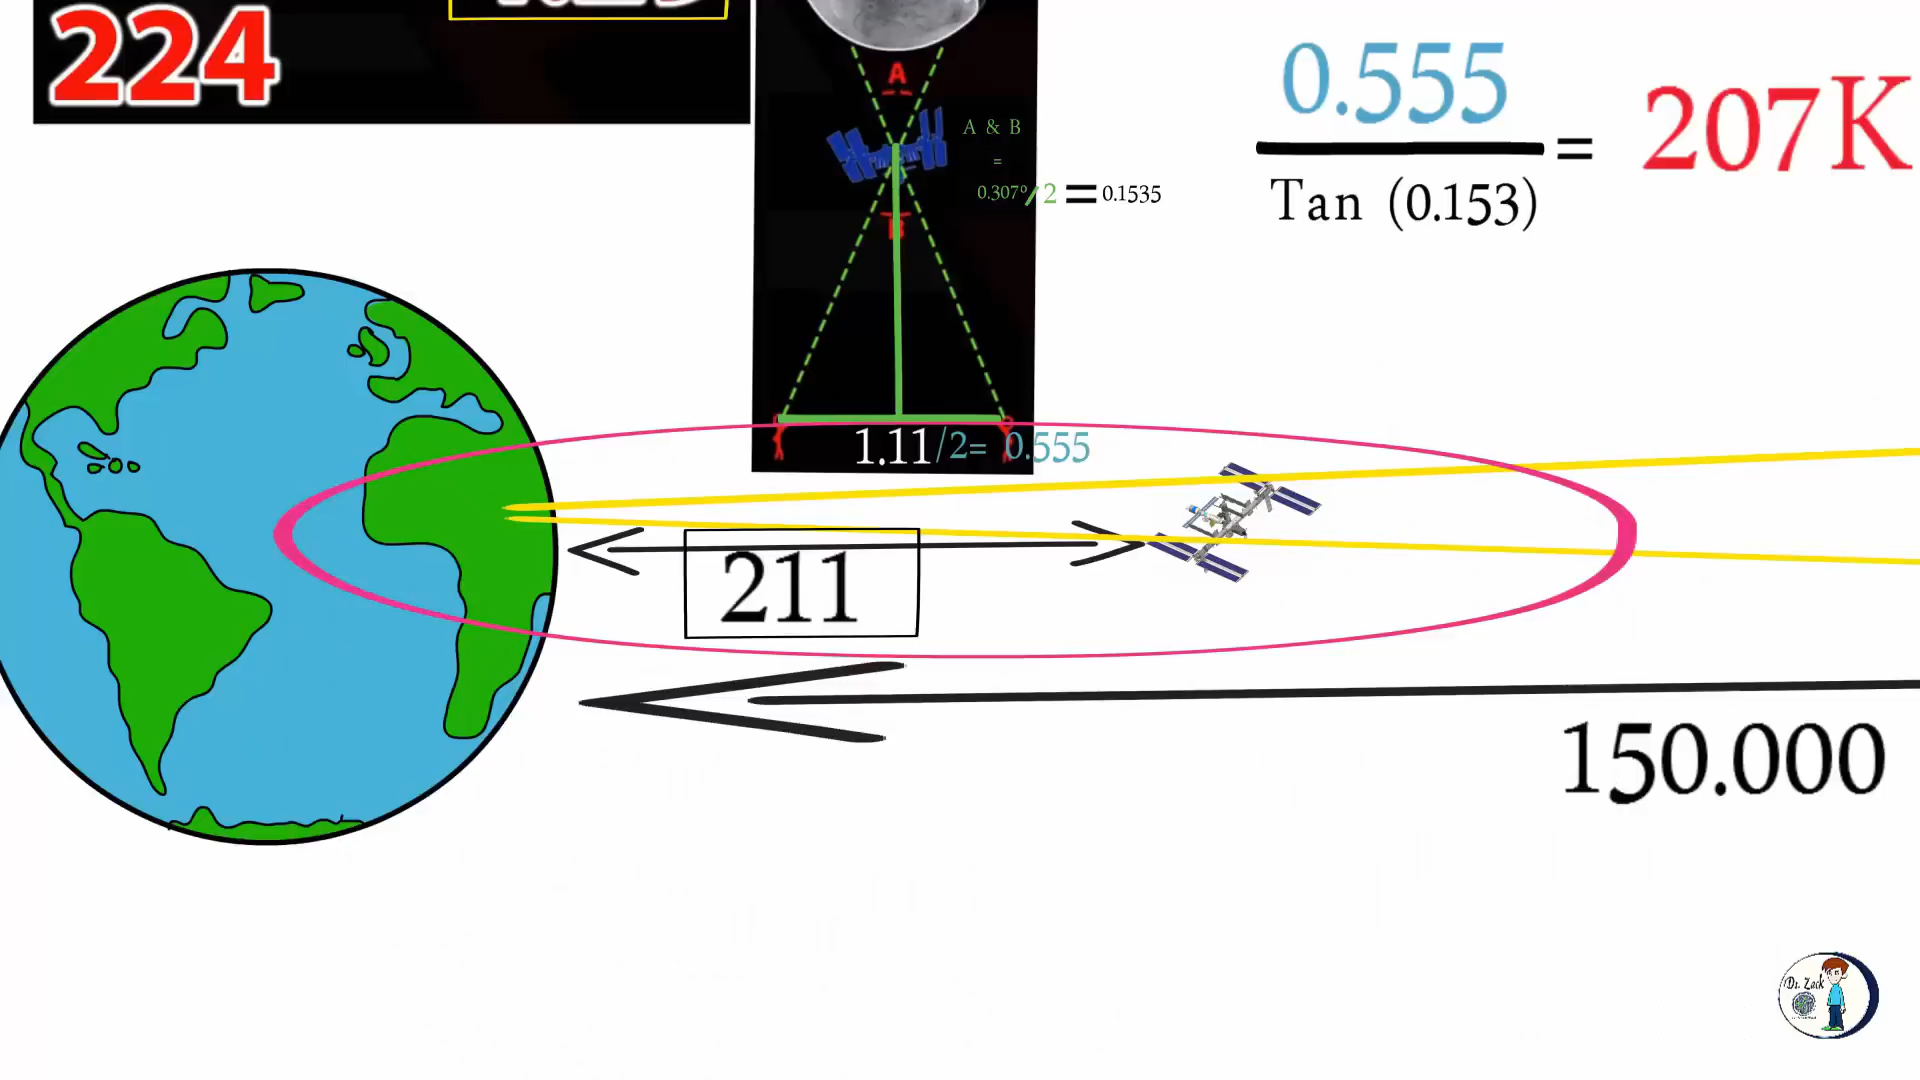 224
A
A & B
=
0.307°/2 = 0.1535
B
0.555
Tan (0.153)
= 207K
1.11/2= 0.555
211
150.000
Dr. Zack